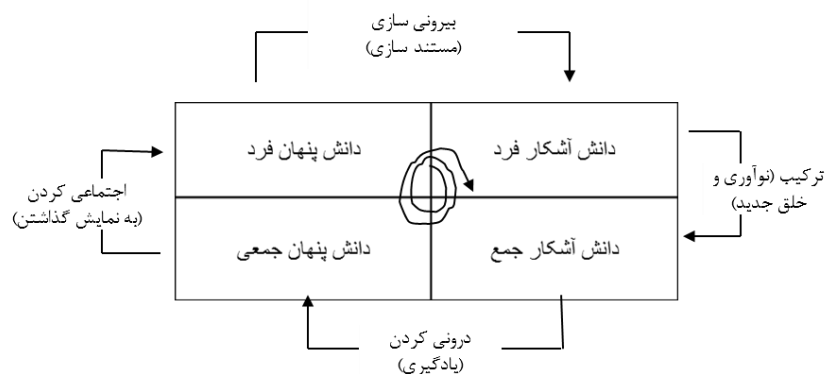 بیرونی سازی
(مستند سازی)
دانش آشکار فرد
دانش پنهان فرد
ترکیب (نوآوری و
خلق جدید)
اجتماعی کردن
(به نمایش گذاشتن)
دانش آشکار جمع
دانش پنهان جمعی
درونی کردن
(یادگیری)